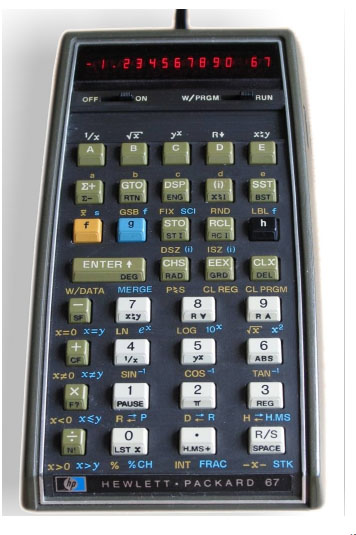 -1.234567890 67
OFF ON W/PRGM RUN
1/x √x yˣ R↓ x⇄y
A B C D E
a b c d e
Σ+ GTO DSP (i) SST
Σ- RTN ENG x⇄I BST
x̄ s GSB f FIX SCI RND LBL f
f g STO RCL h
ST I RC I
DSZ (i) ISZ (i)
ENTER↑ CHS EEX CLX
DEG RAD GRD DEL
W/DATA MERGE P⇄S CL REG CL PRGM
− 7 8 9
SF x⇄y R▼ R▲
x=0 x=y LN eˣ LOG 10ˣ √x x²
+ 4 5 6
CF 1/x yˣ ABS
x≠0 x≠y SIN⁻¹ COS⁻¹ TAN⁻¹
× 1 2 3
F? PAUSE π REG
x<0 x≤y R⇄P D⇄R H⇄H.MS
÷ 0 · R/S
N! LST x H.MS+ SPACE
x>0 x>y % %CH INT FRAC -x- STK
hp HEWLETT·PACKARD 67